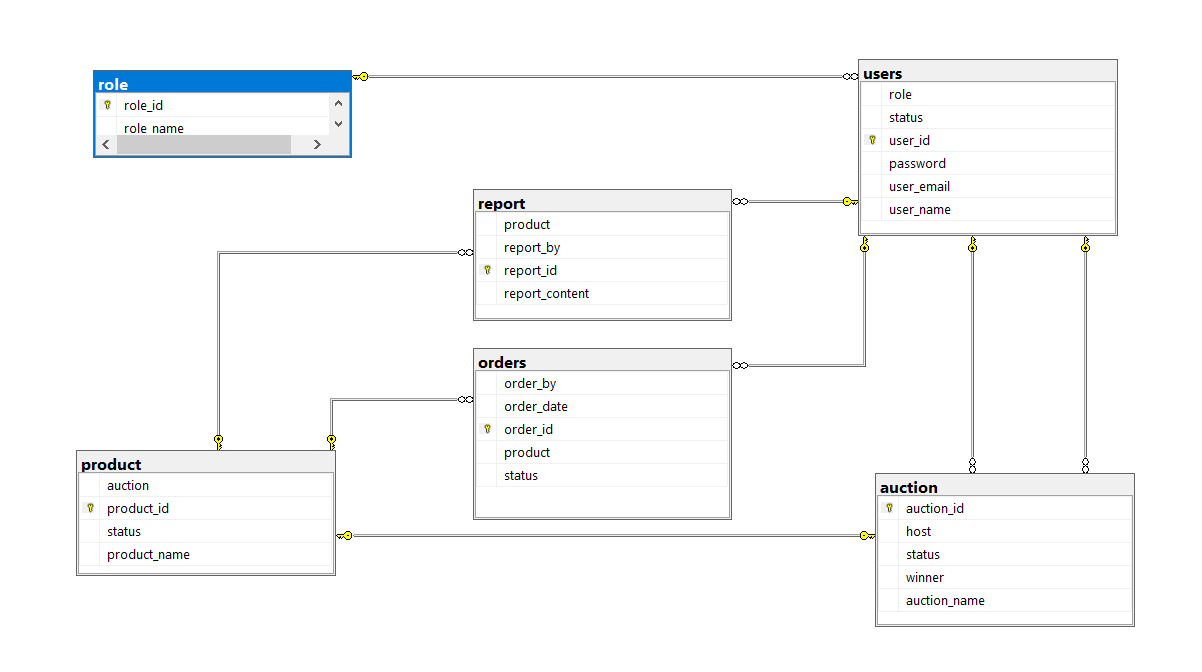 role
role_id
role_name
users
role
status
user_id
password
user_email
user_name
report
product
report_by
report_id
report_content
orders
order_by
order_date
order_id
product
status
product
auction
product_id
status
product_name
auction
auction_id
host
status
winner
auction_name